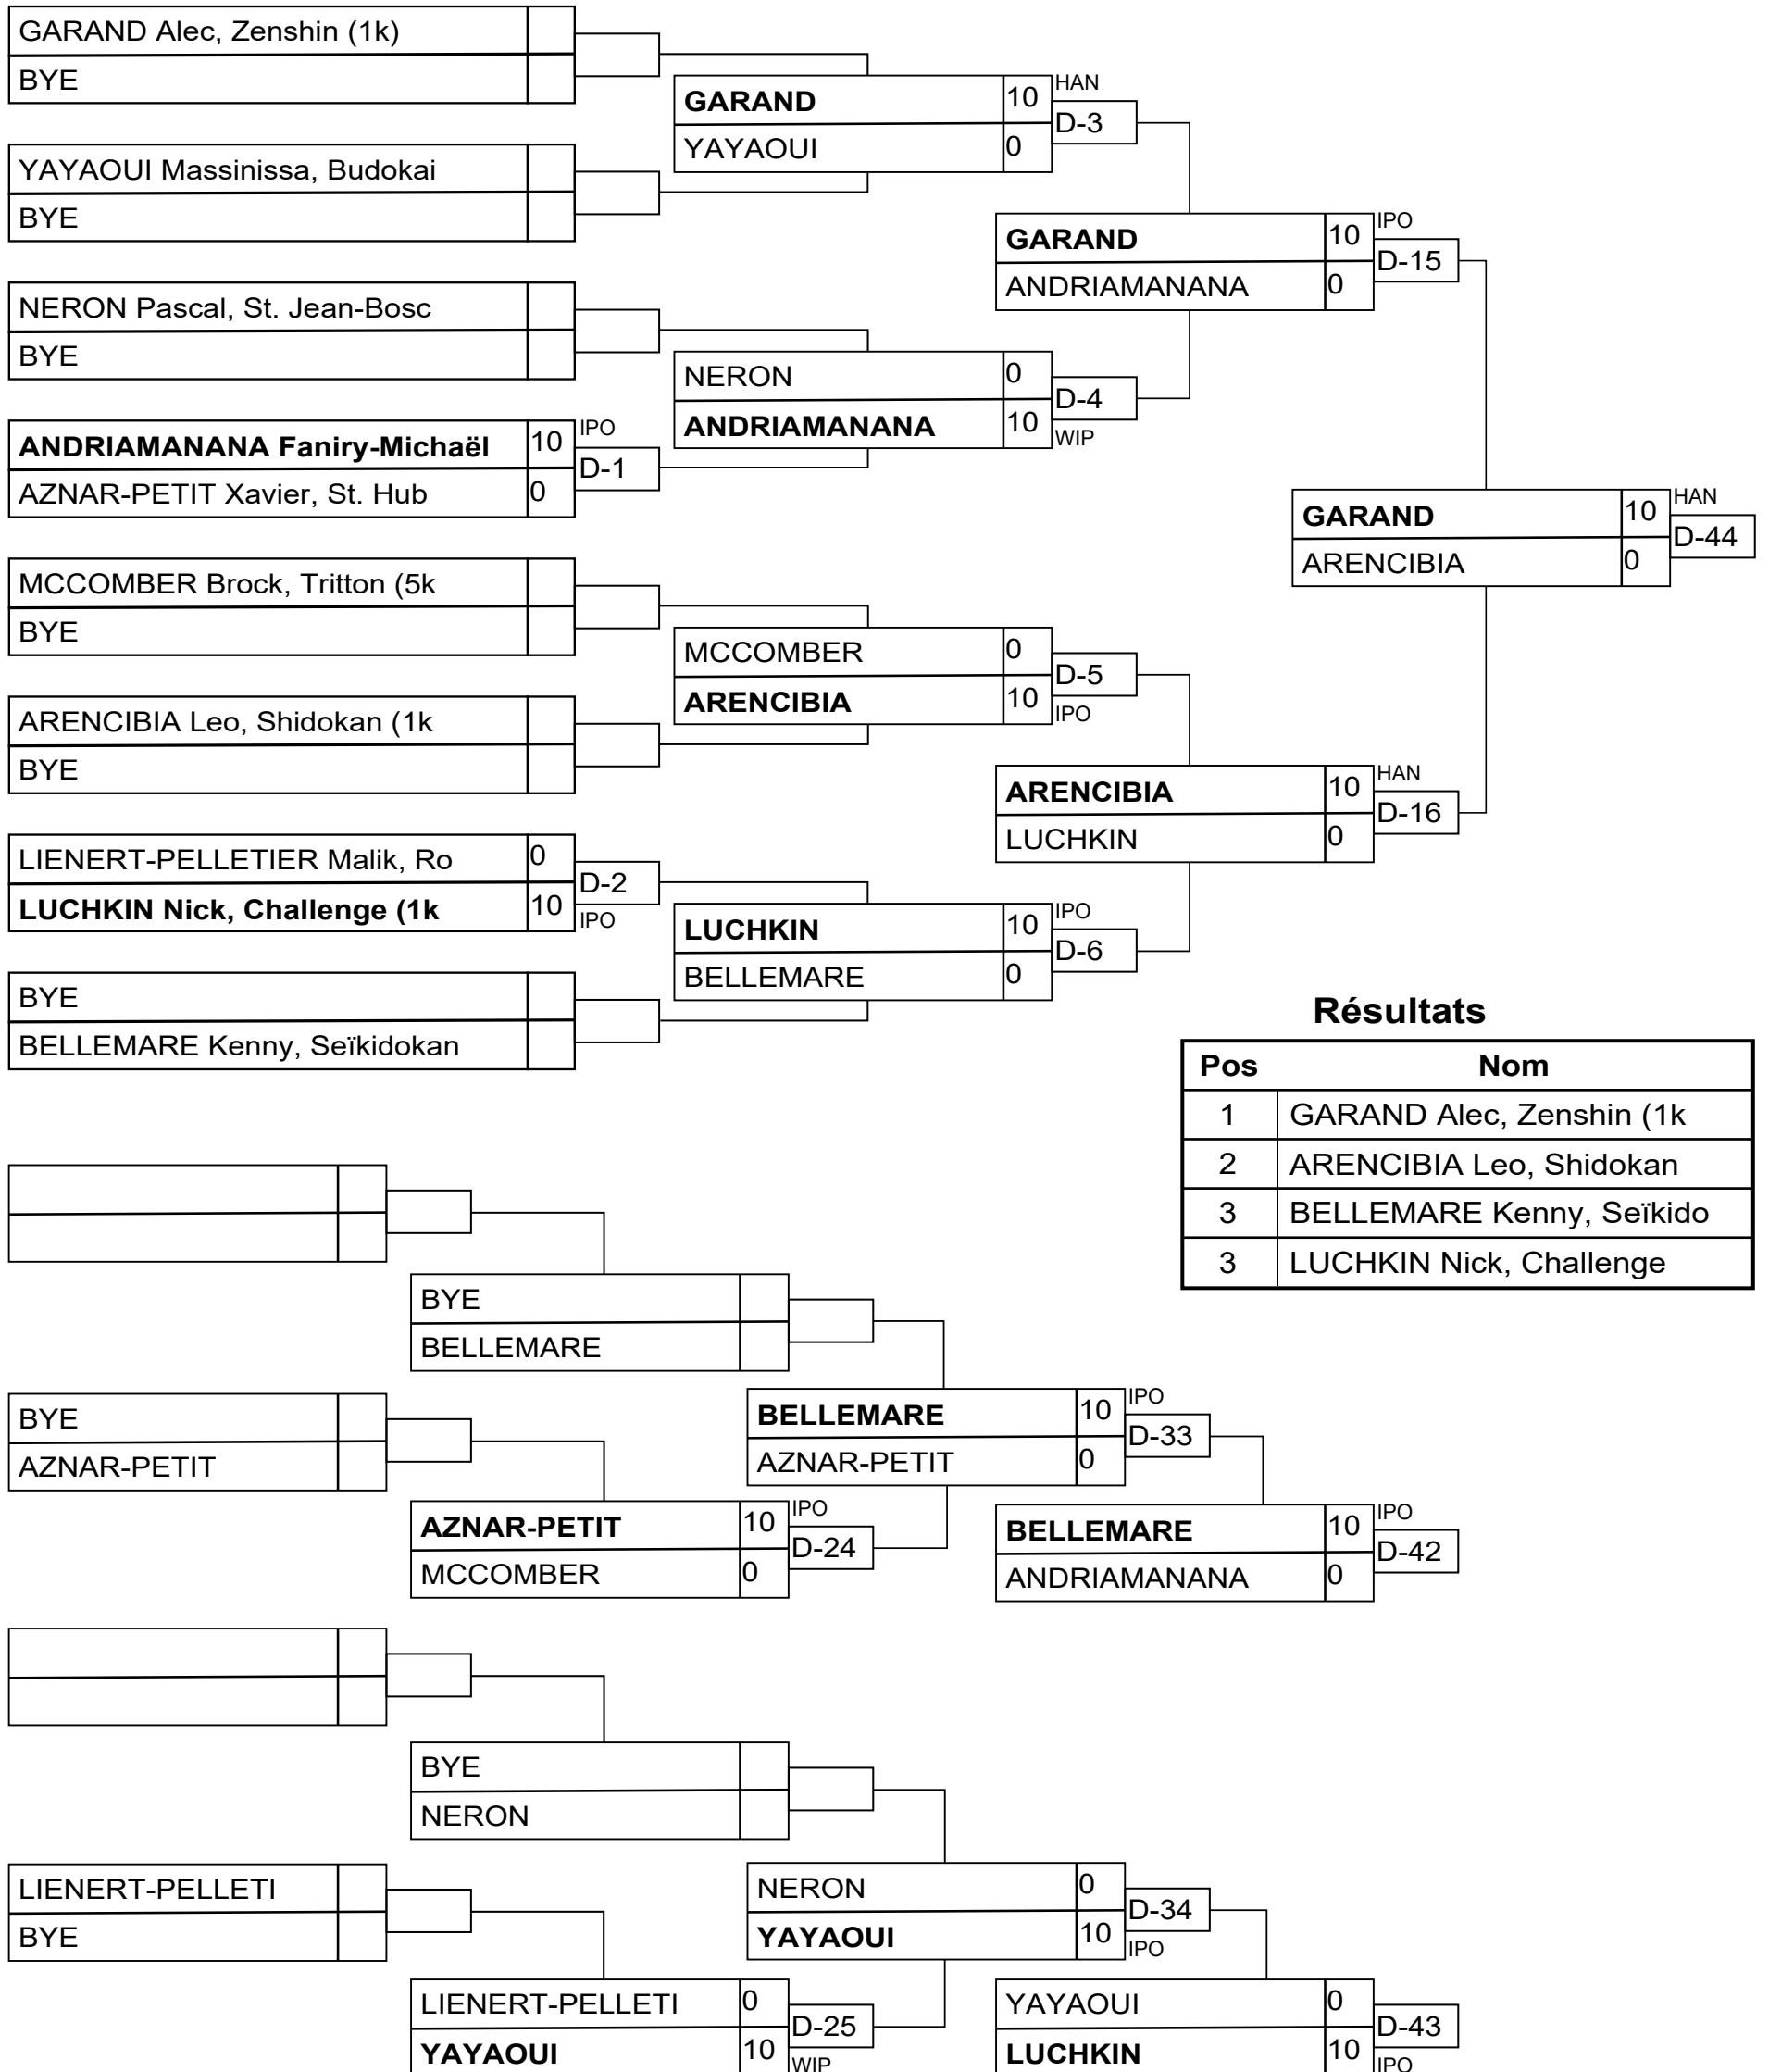 GARAND Alec, Zenshin (1k)
BYE
YAYAOUI Massinissa, Budokai
BYE
NERON Pascal, St. Jean-Bosc
BYE
ANDRIAMANANA Faniry-Michaël 10 IPO
D-1
AZNAR-PETIT Xavier, St. Hub 0
MCCOMBER Brock, Tritton (5k
BYE
ARENCIBIA Leo, Shidokan (1k
BYE
LIENERT-PELLETIER Malik, Ro 0
D-2
LUCHKIN Nick, Challenge (1k 10 IPO
BYE
BELLEMARE Kenny, Seïkidokan
GARAND 10 HAN
D-3
YAYAOUI 0
NERON 0
D-4
ANDRIAMANANA 10 WIP
MCCOMBER 0
D-5
ARENCIBIA 10 IPO
LUCHKIN 10 IPO
D-6
BELLEMARE 0
GARAND 10 IPO
D-15
ANDRIAMANANA 0
ARENCIBIA 10 HAN
D-16
LUCHKIN 0
GARAND 10 HAN
D-44
ARENCIBIA 0
Résultats
Pos Nom
1 GARAND Alec, Zenshin (1k
2 ARENCIBIA Leo, Shidokan
3 BELLEMARE Kenny, Seïkido
3 LUCHKIN Nick, Challenge
BYE
BELLEMARE
BYE
AZNAR-PETIT
AZNAR-PETIT 10 IPO
D-24
MCCOMBER 0
BELLEMARE 10 IPO
D-33
AZNAR-PETIT 0
BELLEMARE 10 IPO
D-42
ANDRIAMANANA 0
BYE
NERON
LIENERT-PELLETI
BYE
LIENERT-PELLETI 0
D-25
YAYAOUI 10 WIP
NERON 0
D-34
YAYAOUI 10 IPO
YAYAOUI 0
D-43
LUCHKIN 10 IPO